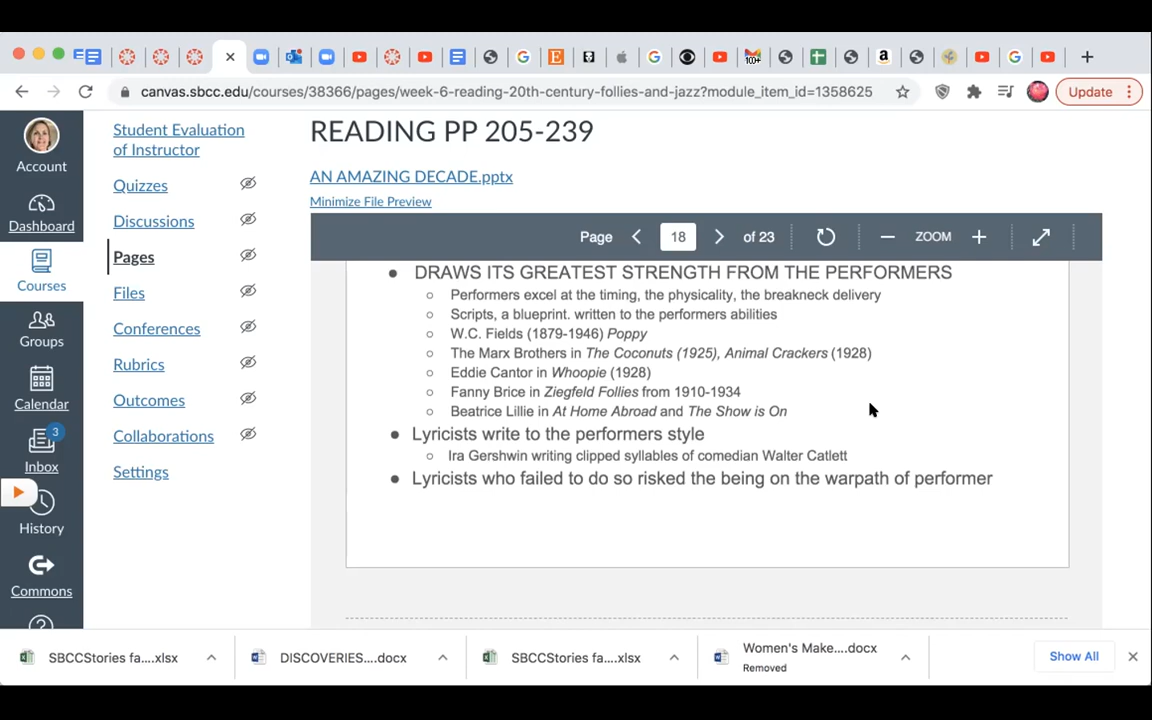 canvas.sbcc.edu/courses/38366/pages/week-6-reading-20th-century-follies-and-jazz?module_item_id=1358625
Update
100+
a
Account
Dashboard
Courses
Groups
Calendar
3
Inbox
History
Commons
Student Evaluation
of Instructor
Quizzes
Discussions
Pages
Files
Conferences
Rubrics
Outcomes
Collaborations
Settings
READING PP 205-239
AN AMAZING DECADE.pptx
Minimize File Preview
Page 18 of 23 ZOOM
DRAWS ITS GREATEST STRENGTH FROM THE PERFORMERS
Performers excel at the timing, the physicality, the breakneck delivery
Scripts, a blueprint. written to the performers abilities
W.C. Fields (1879-1946) Poppy
The Marx Brothers in The Coconuts (1925), Animal Crackers (1928)
Eddie Cantor in Whoopie (1928)
Fanny Brice in Ziegfeld Follies from 1910-1934
Beatrice Lillie in At Home Abroad and The Show is On
Lyricists write to the performers style
Ira Gershwin writing clipped syllables of comedian Walter Catlett
Lyricists who failed to do so risked the being on the warpath of performer
SBCCStories fa....xlsx
DISCOVERIES....docx
SBCCStories fa....xlsx
Women's Make....docx
Removed
Show All